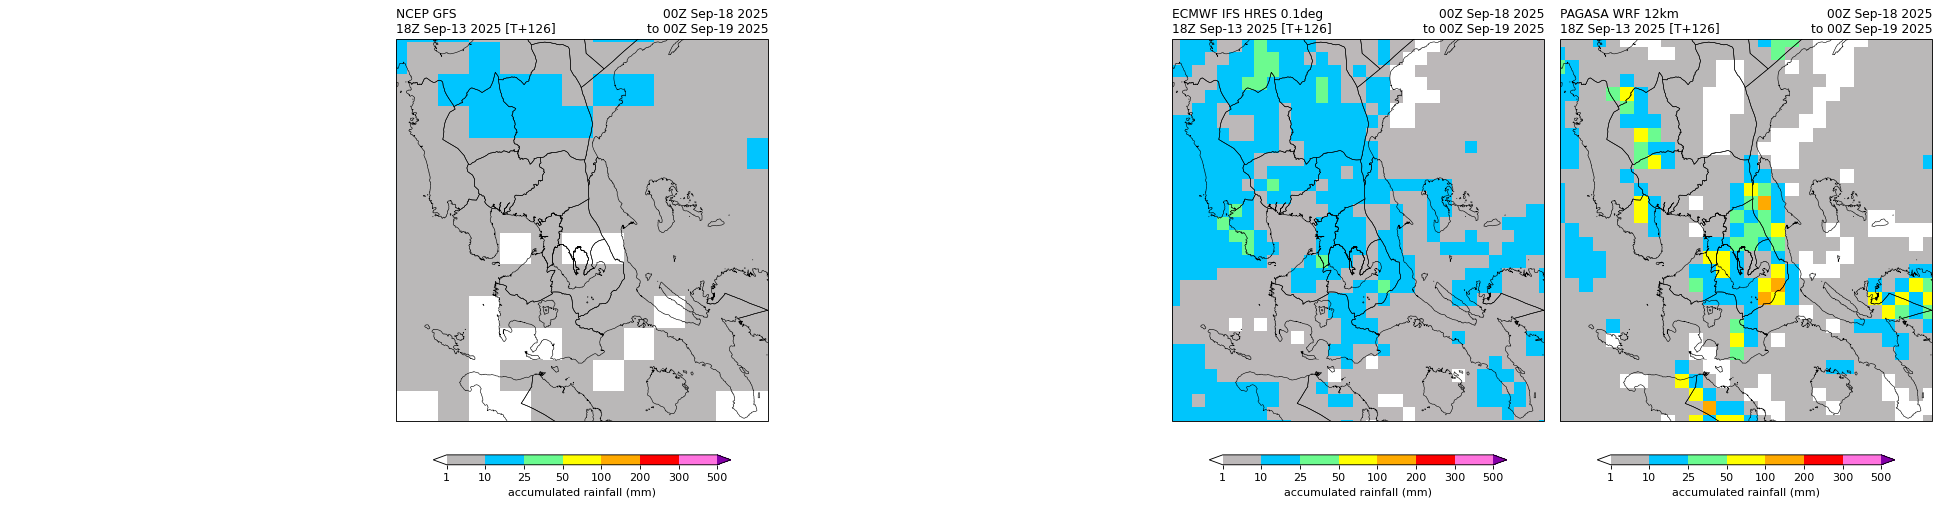 NCEP GFS 00Z Sep-18 2025
18Z Sep-13 2025 [T+126] to 00Z Sep-19 2025
1 10 25 50 100 200 300 500
accumulated rainfall (mm)
ECMWF IFS HRES 0.1deg 00Z Sep-18 2025
18Z Sep-13 2025 [T+126] to 00Z Sep-19 2025
1 10 25 50 100 200 300 500
accumulated rainfall (mm)
PAGASA WRF 12km 00Z Sep-18 2025
18Z Sep-13 2025 [T+126] to 00Z Sep-19 2025
1 10 25 50 100 200 300 500
accumulated rainfall (mm)